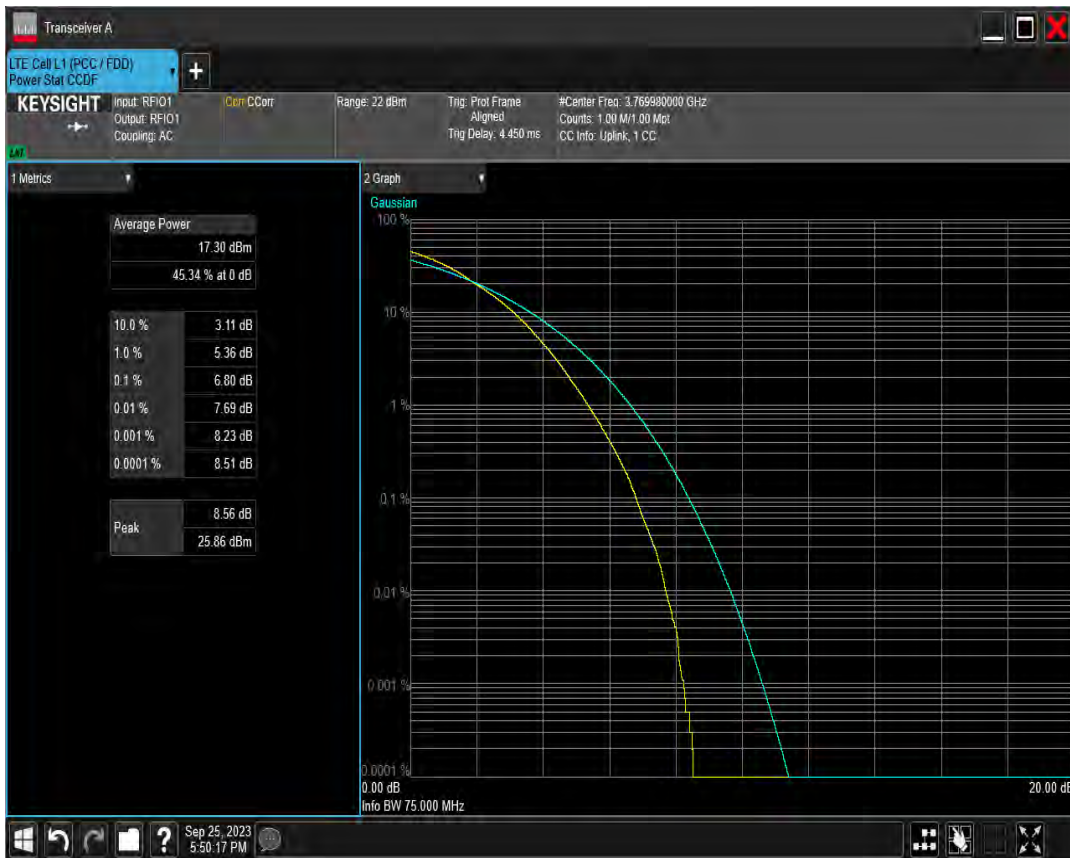 Transceiver A
LTE Cell L1 (PCC / FDD)
Power Stat CCDF
+
KEYSIGHT
Input: RFIO1
Output: RFIO1
Coupling: AC
Corr CCorr
Range: 22 dBm
Trig: Prot Frame
Aligned
Trig Delay: 4.450 ms
#Center Freq: 3.769980000 GHz
Counts: 1.00 M/1.00 Mpt
CC Info: Uplink, 1 CC
1 Metrics
Average Power
17.30 dBm
45.34 % at 0 dB
10.0 % 3.11 dB
1.0 % 5.36 dB
0.1 % 6.80 dB
0.01 % 7.69 dB
0.001 % 8.23 dB
0.0001 % 8.51 dB
Peak
8.56 dB
25.86 dBm
2 Graph
Gaussian
100 %
10 %
1 %
0.1 %
0.01 %
0.001 %
0.0001 %
0.00 dB
20.00 dB
Info BW 75.000 MHz
?
Sep 25, 2023
5:50:17 PM